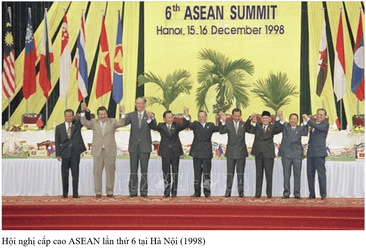 6th ASEAN SUMMIT
Hanoi, 15.16 December 1998
Hội nghị cấp cao ASEAN lần thứ 6 tại Hà Nội (1998)